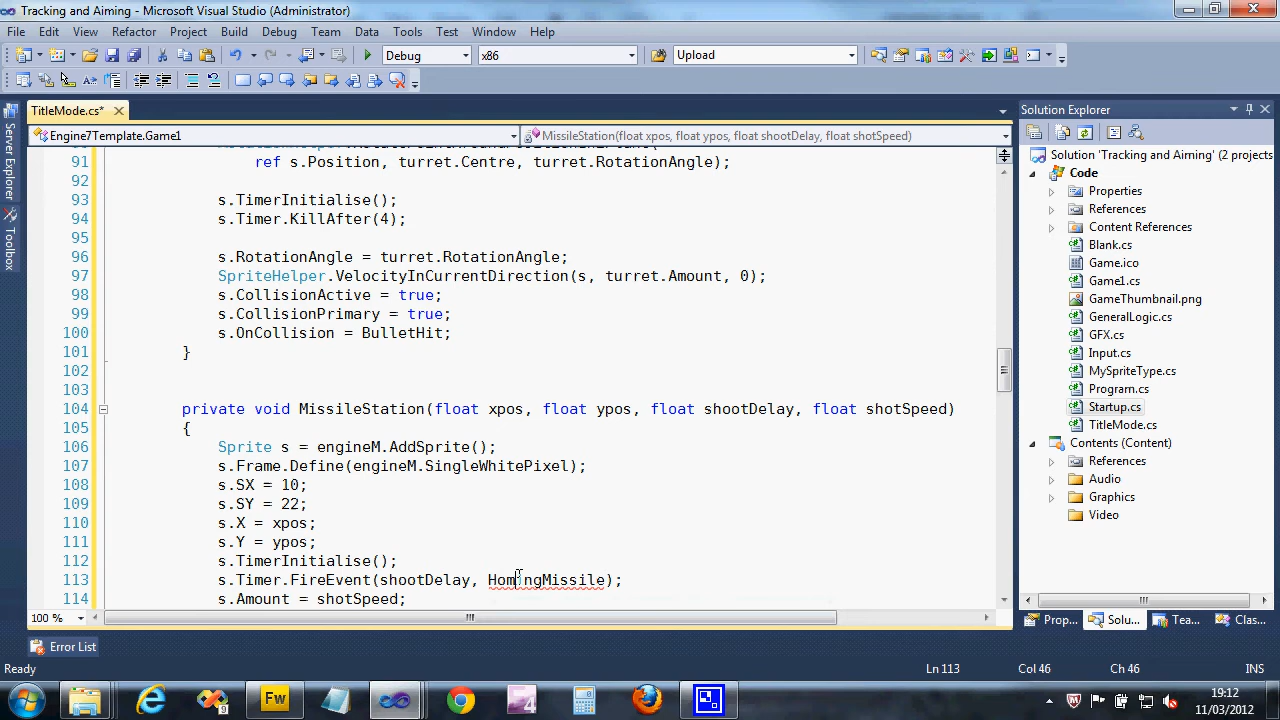 Tracking and Aiming - Microsoft Visual Studio (Administrator)
File Edit View Refactor Project Build Debug Team Data Tools Test Window Help
Debug x86 Upload
TitleMode.cs*
Engine7Template.Game1 MissileStation(float xpos, float ypos, float shootDelay, float shotSpeed)
Server Explorer
Toolbox
91 ref s.Position, turret.Centre, turret.RotationAngle);
92
93 s.TimerInitialise();
94 s.Timer.KillAfter(4);
95
96 s.RotationAngle = turret.RotationAngle;
97 SpriteHelper.VelocityInCurrentDirection(s, turret.Amount, 0);
98 s.CollisionActive = true;
99 s.CollisionPrimary = true;
100 s.OnCollision = BulletHit;
101 }
102
103
104 private void MissileStation(float xpos, float ypos, float shootDelay, float shotSpeed)
105 {
106 Sprite s = engineM.AddSprite();
107 s.Frame.Define(engineM.SingleWhitePixel);
108 s.SX = 10;
109 s.SY = 22;
110 s.X = xpos;
111 s.Y = ypos;
112 s.TimerInitialise();
113 s.Timer.FireEvent(shootDelay, HomingMissile);
114 s.Amount = shotSpeed;
100 %
Solution Explorer
Solution 'Tracking and Aiming' (2 projects
Code
Properties
References
Content References
Blank.cs
Game.ico
Game1.cs
GameThumbnail.png
GeneralLogic.cs
GFX.cs
Input.cs
MySpriteType.cs
Program.cs
Startup.cs
TitleMode.cs
Contents (Content)
References
Audio
Graphics
Video
Prop... Solu... Tea... Clas...
Error List
Ready Ln 113 Col 46 Ch 46 INS
Fw
4
19:12
11/03/2012